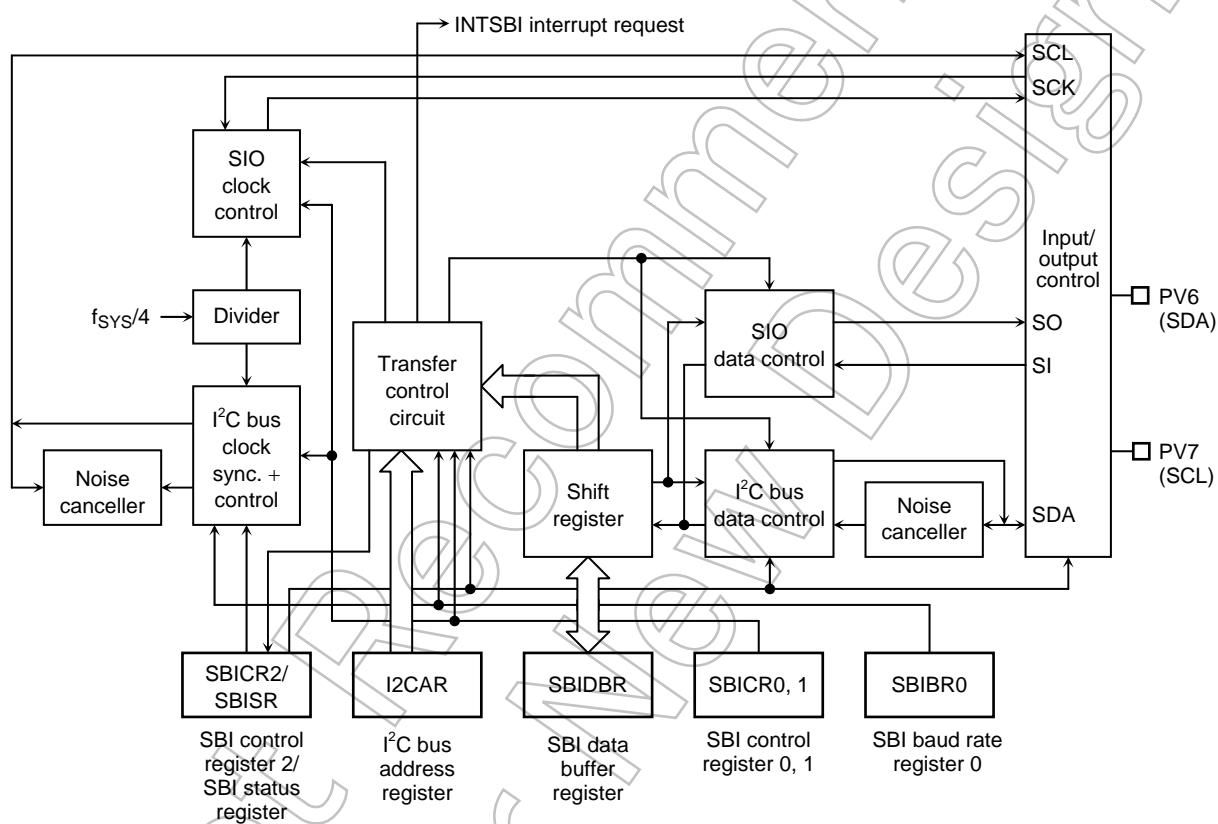 INTSBI interrupt request
SCL
SCK
SIO
clock
control
Input/
output
control
fSYS/4
Divider
PV6
(SDA)
SIO
data control
SO
SI
Transfer
control
circuit
I²C bus
clock
sync. +
control
Noise
canceller
Shift
register
I²C bus
data control
Noise
canceller
SDA
PV7
(SCL)
SBICR2/
SBISR
I2CAR
SBIDBR
SBICR0, 1
SBIBR0
SBI control
register 2/
SBI status
register
I²C bus
address
register
SBI data
buffer
register
SBI control
register 0, 1
SBI baud rate
register 0